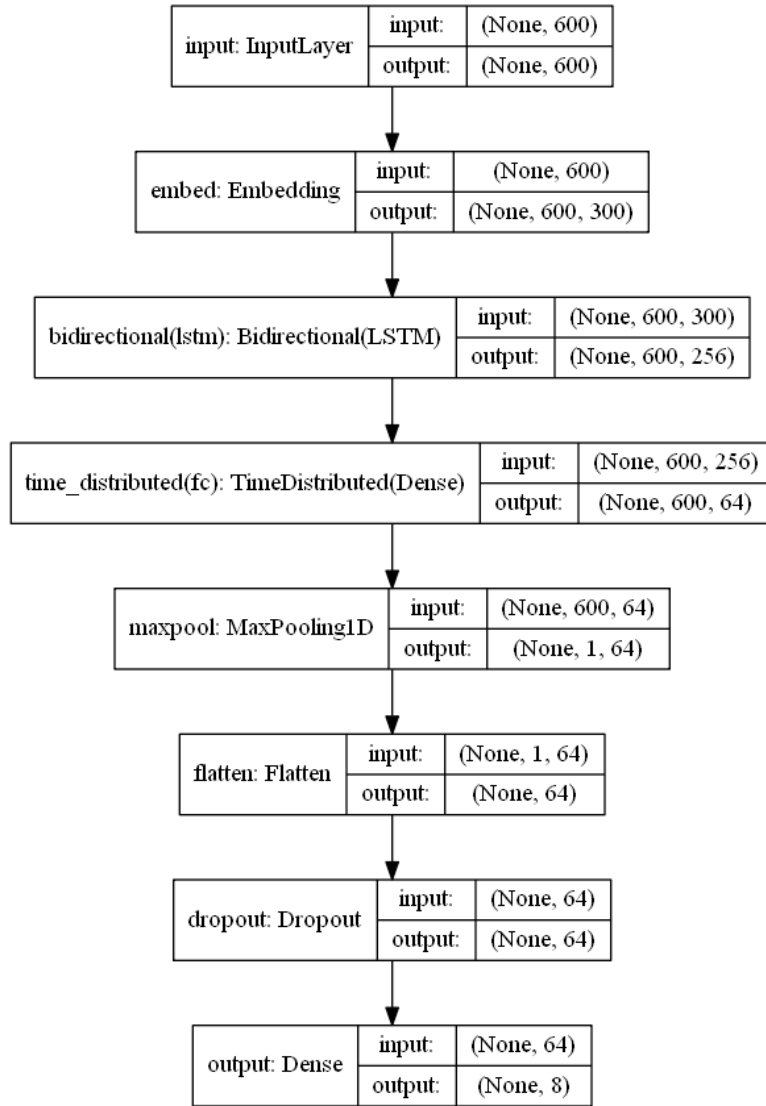 input: InputLayer
input: (None, 600)
output: (None, 600)
embed: Embedding
input: (None, 600)
output: (None, 600, 300)
bidirectional(lstm): Bidirectional(LSTM)
input: (None, 600, 300)
output: (None, 600, 256)
time_distributed(fc): TimeDistributed(Dense)
input: (None, 600, 256)
output: (None, 600, 64)
maxpool: MaxPooling1D
input: (None, 600, 64)
output: (None, 1, 64)
flatten: Flatten
input: (None, 1, 64)
output: (None, 64)
dropout: Dropout
input: (None, 64)
output: (None, 64)
output: Dense
input: (None, 64)
output: (None, 8)